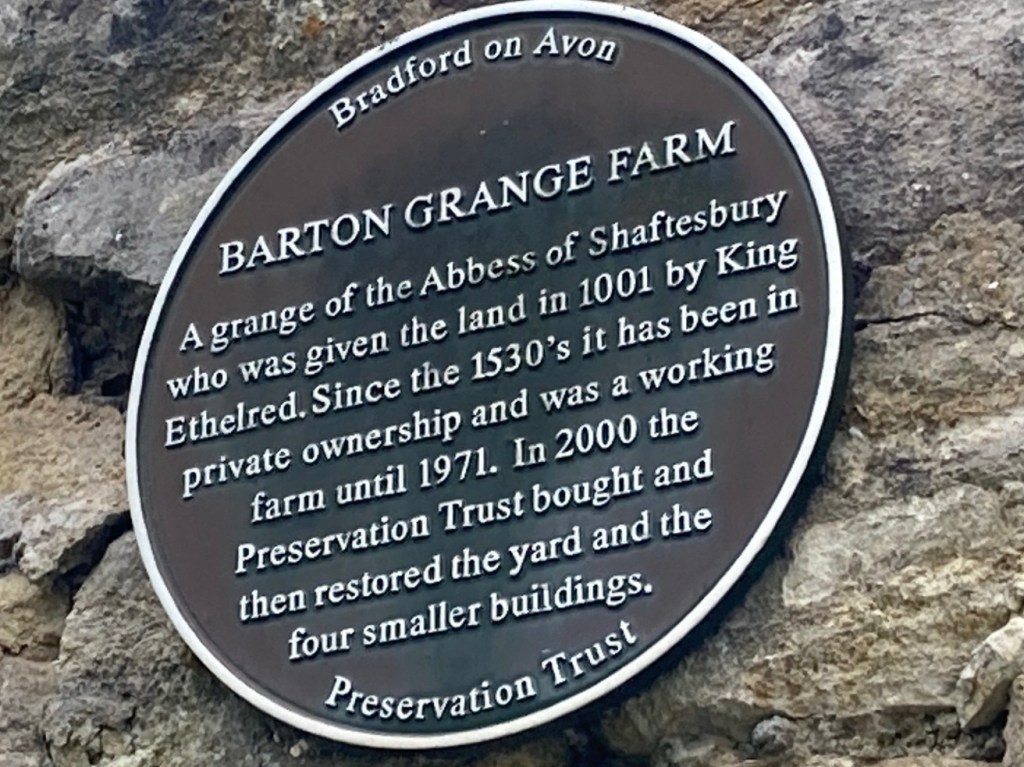 Bradford on Avon
BARTON GRANGE FARM
A grange of the Abbess of Shaftesbury
who was given the land in 1001 by King
Ethelred. Since the 1530's it has been in
private ownership and was a working
farm until 1971. In 2000 the
Preservation Trust bought and
then restored the yard and the
four smaller buildings.
Preservation Trust